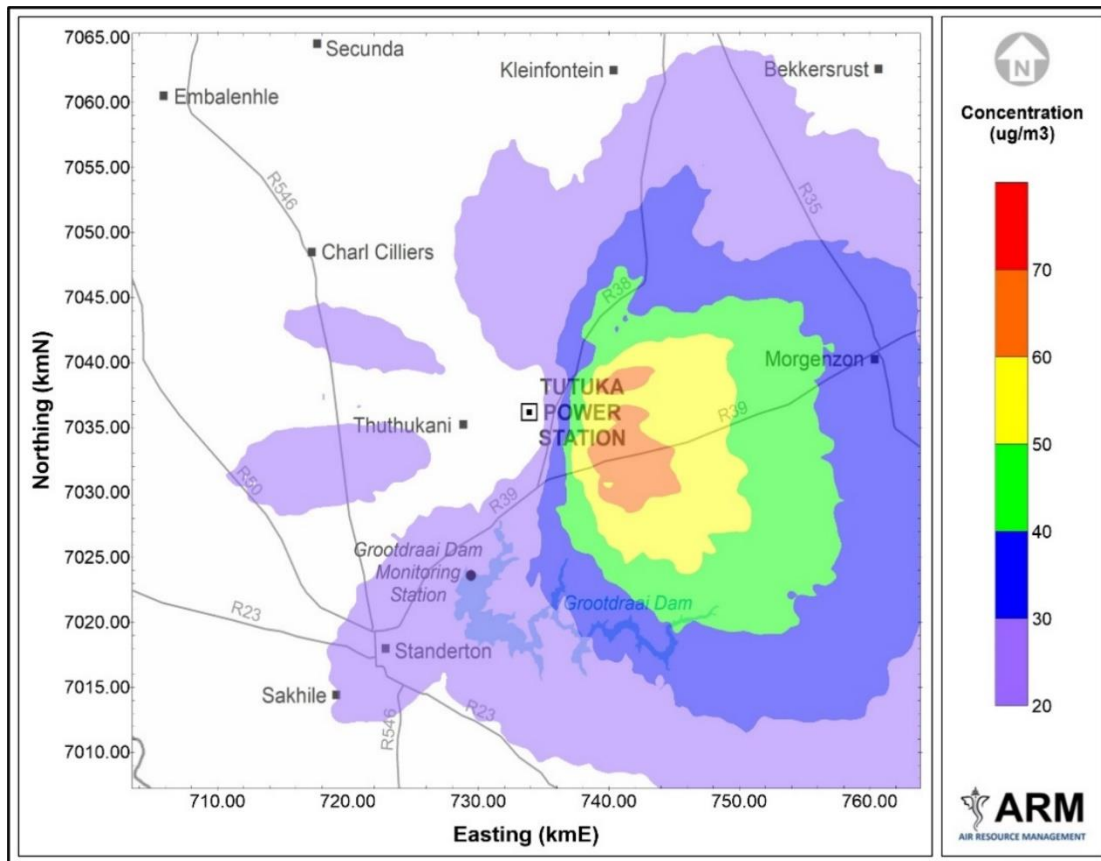 7065.00
7060.00
7055.00
7050.00
7045.00
7040.00
7035.00
7030.00
7025.00
7020.00
7015.00
7010.00
Northing (kmN)
Secunda
Kleinfontein
Bekkersrust
Embalenhle
R546
R35
Charl Cilliers
R38
Morgenzon
TUTUKA
POWER
STATION
Thuthukani
R39
R50
R39
Grootdraai Dam
Monitoring
Station
Grootdraai Dam
R23
Standerton
Sakhile
R23
R546
710.00
720.00
730.00
740.00
750.00
760.00
Easting (kmE)
N
Concentration
(ug/m3)
70
60
50
40
30
20
ARM
AIR RESOURCE MANAGEMENT